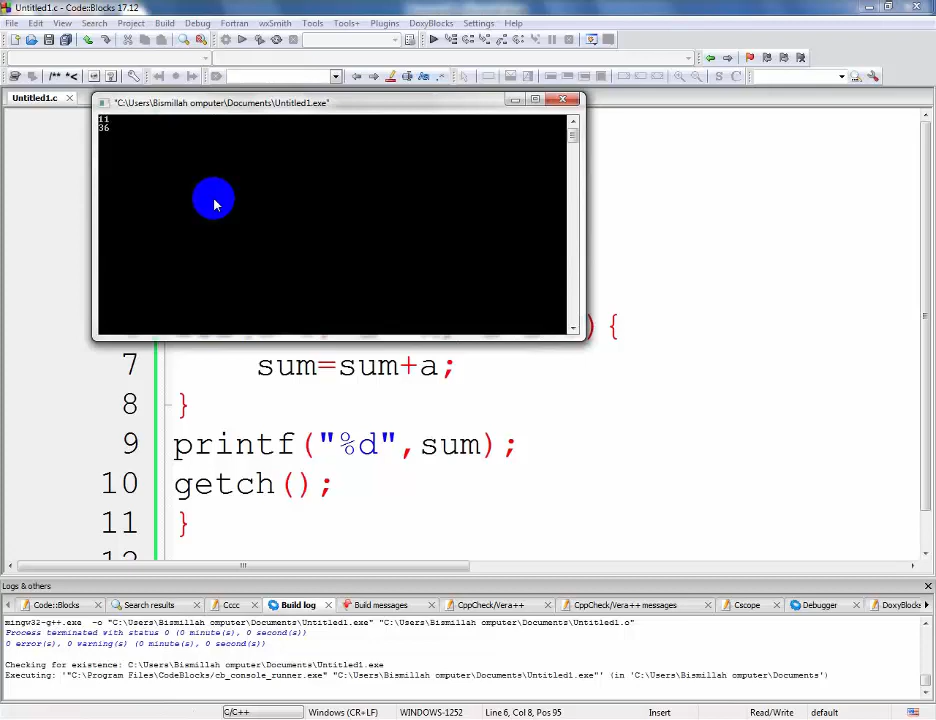 Untitled1.c - Code::Blocks 17.12
File Edit View Search Project Build Debug Fortran wxSmith Tools Tools+ Plugins DoxyBlocks Settings Help
/** *<
S C
Untitled1.c
"C:\Users\Bismillah omputer\Documents\Untitled1.exe"
11
36
){
7 sum=sum+a;
8 }
9 printf("%d",sum);
10 getch();
11 }
Logs & others
Code::Blocks Search results Cccc Build log Build messages CppCheck/Vera++ CppCheck/Vera++ messages Cscope Debugger DoxyBlocks
mingw32-g++.exe -o "C:\Users\Bismillah omputer\Documents\Untitled1.exe" "C:\Users\Bismillah omputer\Documents\Untitled1.o"
Process terminated with status 0 (0 minute(s), 0 second(s))
0 error(s), 0 warning(s) (0 minute(s), 0 second(s))
Checking for existence: C:\Users\Bismillah omputer\Documents\Untitled1.exe
Executing: '"C:\Program Files\CodeBlocks/cb_console_runner.exe" "C:\Users\Bismillah omputer\Documents\Untitled1.exe"' (in 'C:\Users\Bismillah omputer\Documents')
C/C++ Windows (CR+LF) WINDOWS-1252 Line 6, Col 8, Pos 95 Insert Read/Write default